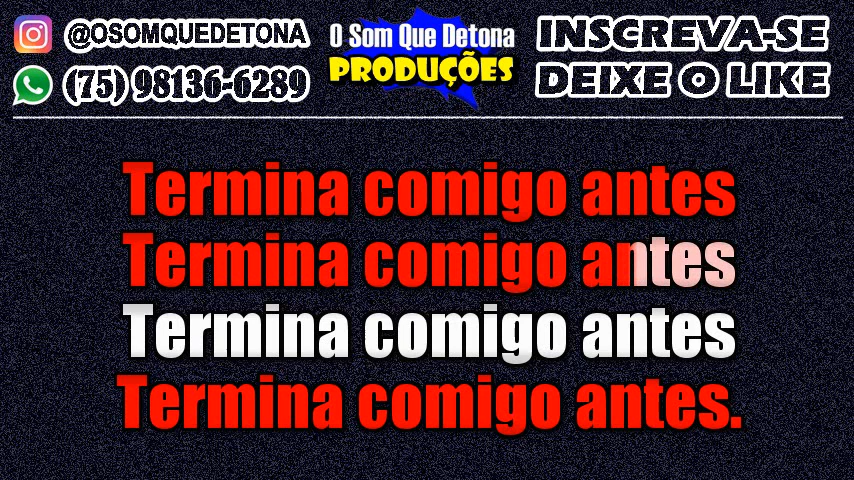 @OSOMQUEDETONA
(75) 98136-6289
O Som Que Detona
PRODUÇÕES
INSCREVA-SE
DEIXE O LIKE
Termina comigo antes
Termina comigo antes
Termina comigo antes
Termina comigo antes.